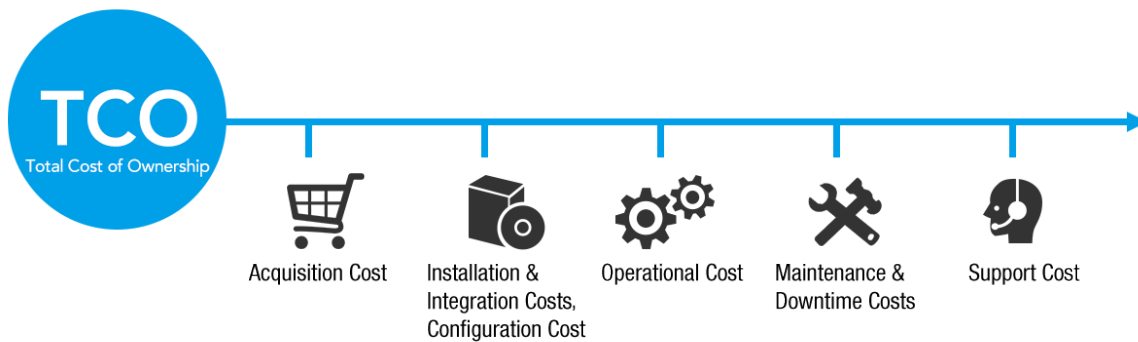 TCO
Total Cost of Ownership
Acquisition Cost
Installation &
Integration Costs,
Configuration Cost
Operational Cost
Maintenance &
Downtime Costs
Support Cost